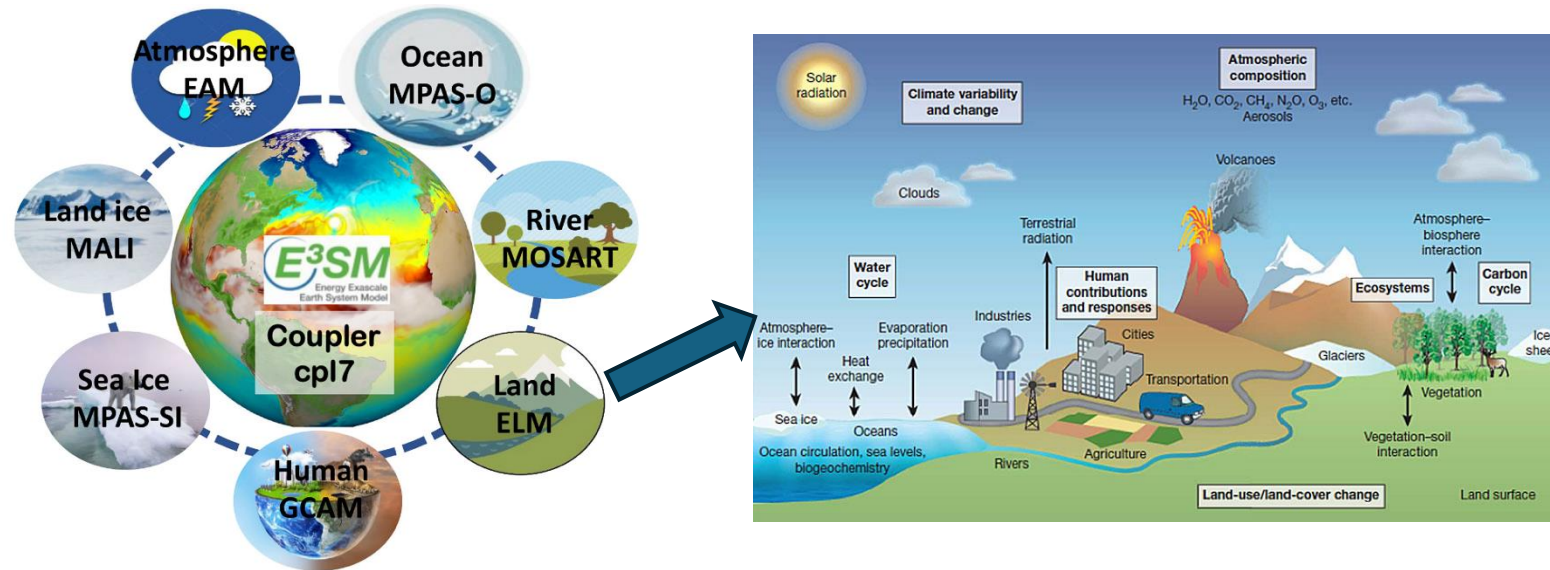 Atmosphere
EAM
Ocean
MPAS-O
Land ice
MALI
River
MOSART
E³SM
Energy Exascale
Earth System Model
Coupler
cpl7
Sea Ice
MPAS-SI
Land
ELM
Human
GCAM
Solar
radiation
Climate variability
and change
Atmospheric
composition
H₂O, CO₂, CH₄, N₂O, O₃, etc.
Aerosols
Clouds
Volcanoes
Terrestrial
radiation
Atmosphere–
biosphere
interaction
Water
cycle
Human
contributions
and responses
Ecosystems
Carbon
cycle
Atmosphere–
ice interaction
Evaporation
precipitation
Industries
Cities
Heat
exchange
Glaciers
Ice
shee
Transportation
Vegetation
Sea ice
Oceans
Ocean circulation, sea levels,
biogeochemistry
Rivers
Agriculture
Vegetation–soil
interaction
Land-use/land-cover change
Land surface